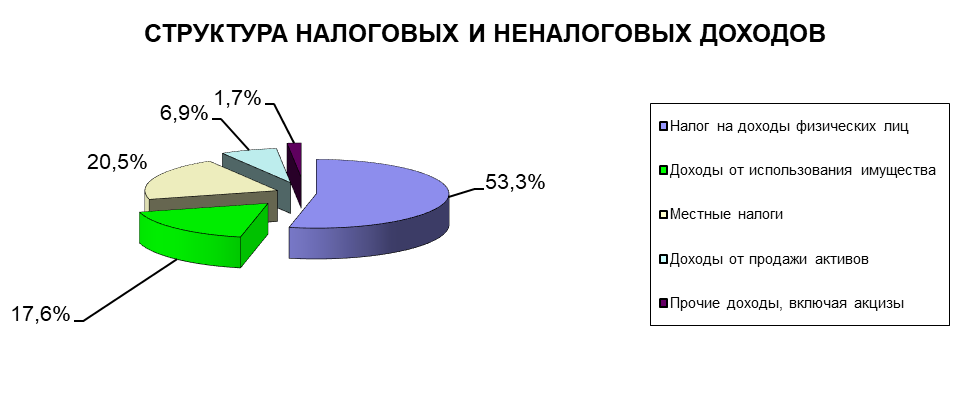 СТРУКТУРА НАЛОГОВЫХ И НЕНАЛОГОВЫХ ДОХОДОВ
1,7%
6,9%
20,5%
53,3%
17,6%
Налог на доходы физических лиц
Доходы от использования имущества
Местные налоги
Доходы от продажи активов
Прочие доходы, включая акцизы